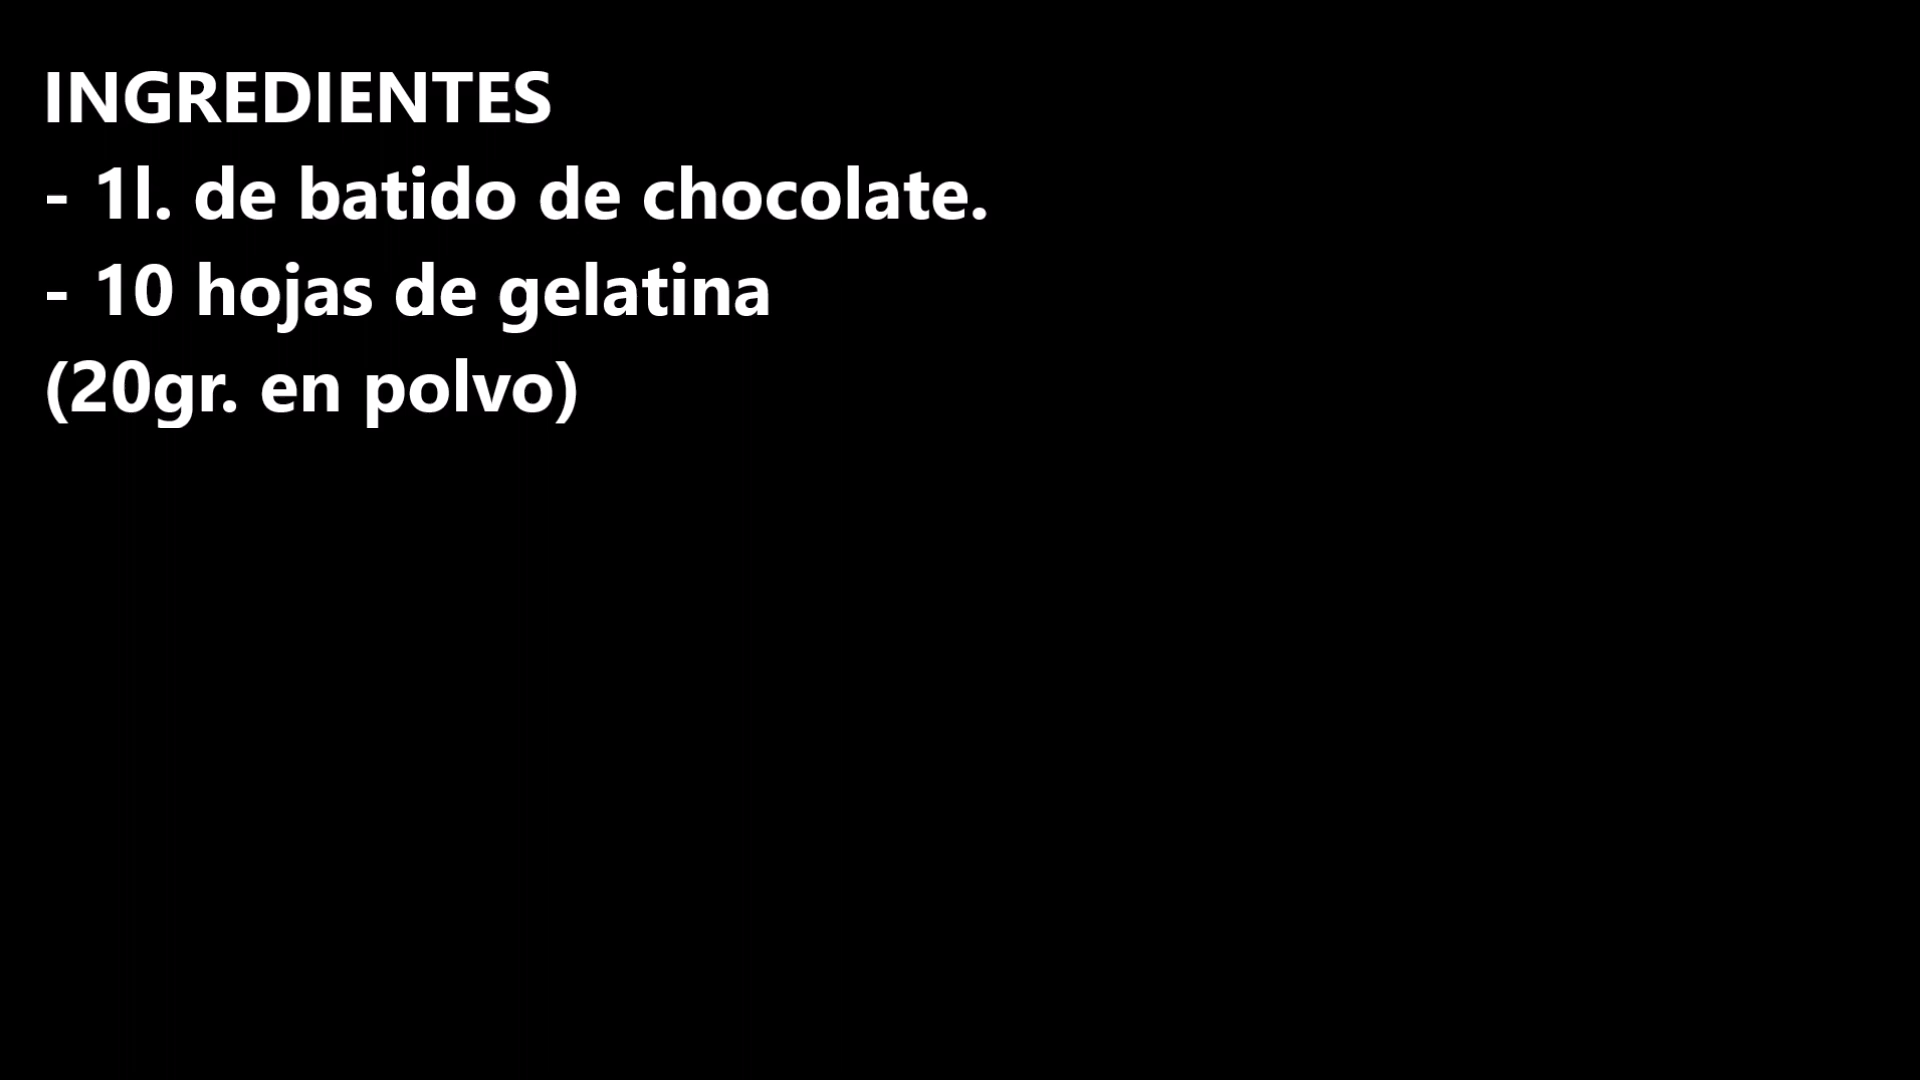 INGREDIENTES
- 1l. de batido de chocolate.
- 10 hojas de gelatina
(20gr. en polvo)